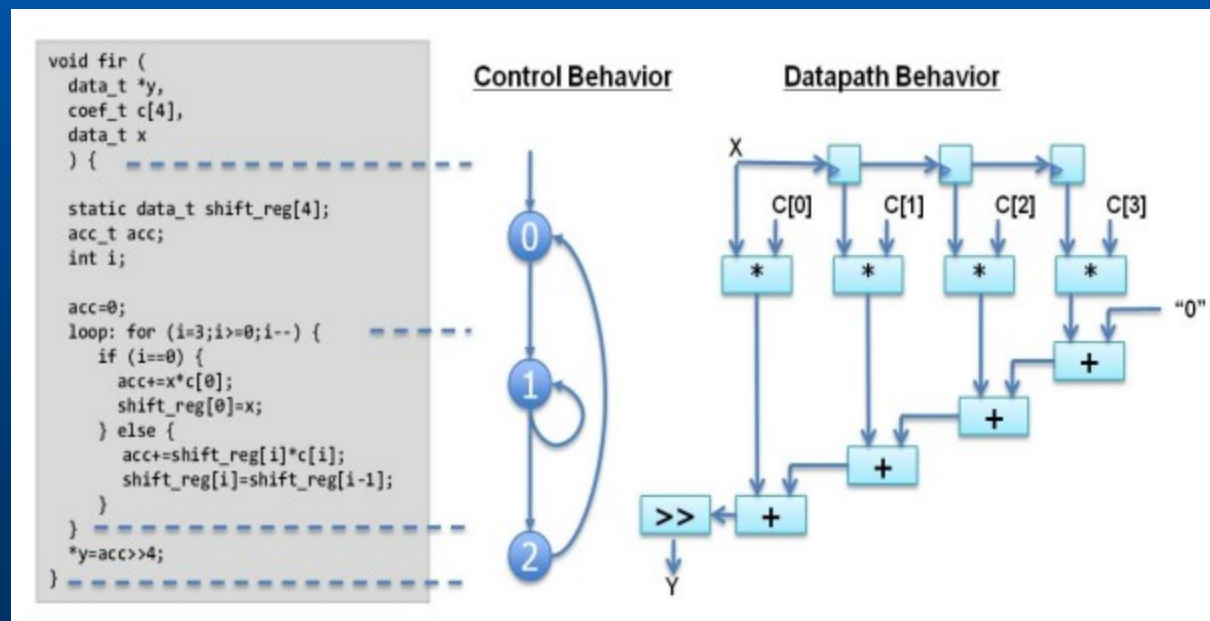 void fir (
data_t *y,
coef_t c[4],
data_t x
) {
static data_t shift_reg[4];
acc_t acc;
int i;
acc=0;
loop: for (i=3;i>=0;i--) {
if (i==0) {
acc+=x*c[0];
shift_reg[0]=x;
} else {
acc+=shift_reg[i]*c[i];
shift_reg[i]=shift_reg[i-1];
}
}
*y=acc>>4;
}
Control Behavior
0
1
2
Datapath Behavior
X
C[0] C[1] C[2] C[3]
* * * *
“0”
+
+
+
>> +
Y